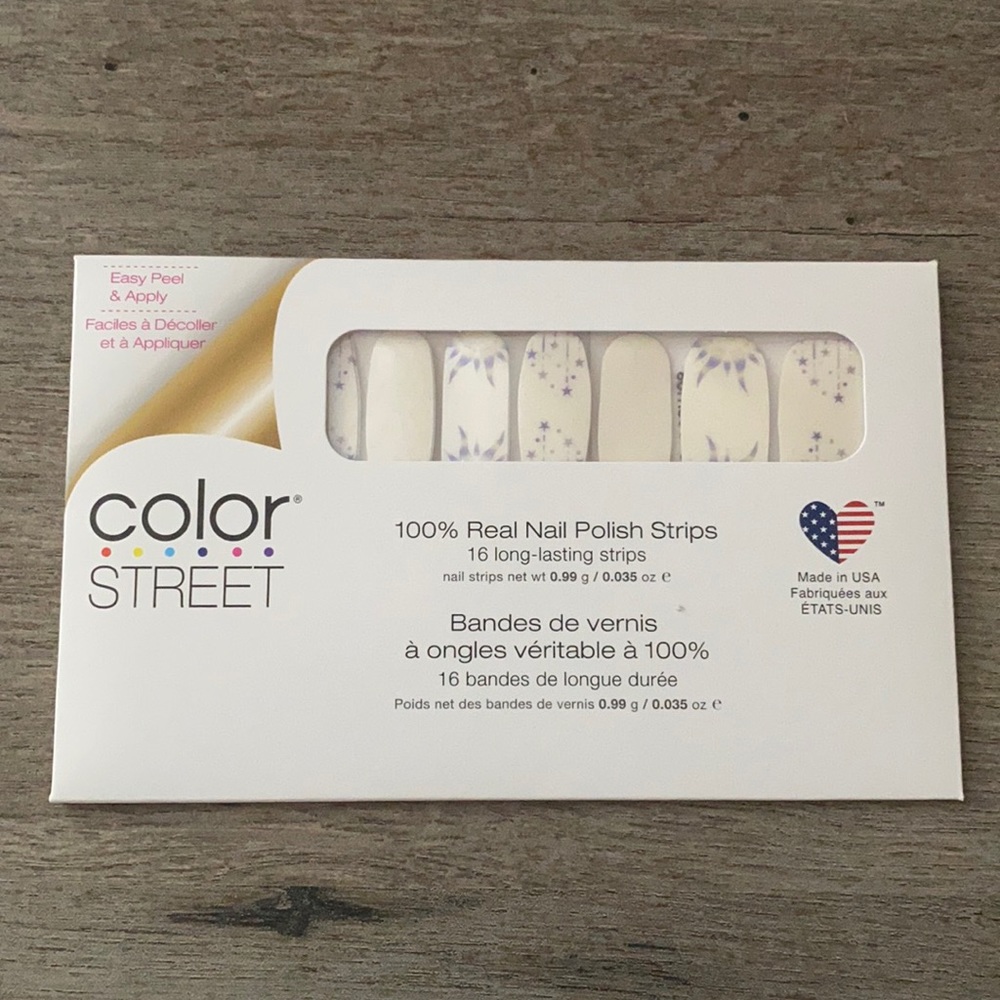 Easy Peel
& Apply
Faciles à Décoller
et à Appliquer
color®
STREET
100% Real Nail Polish Strips
16 long-lasting strips
nail strips net wt 0.99 g / 0.035 oz ℮
Bandes de vernis
à ongles véritable à 100%
16 bandes de longue durée
Poids net des bandes de vernis 0.99 g / 0.035 oz ℮
™
Made in USA
Fabriquées aux
ÉTATS-UNIS